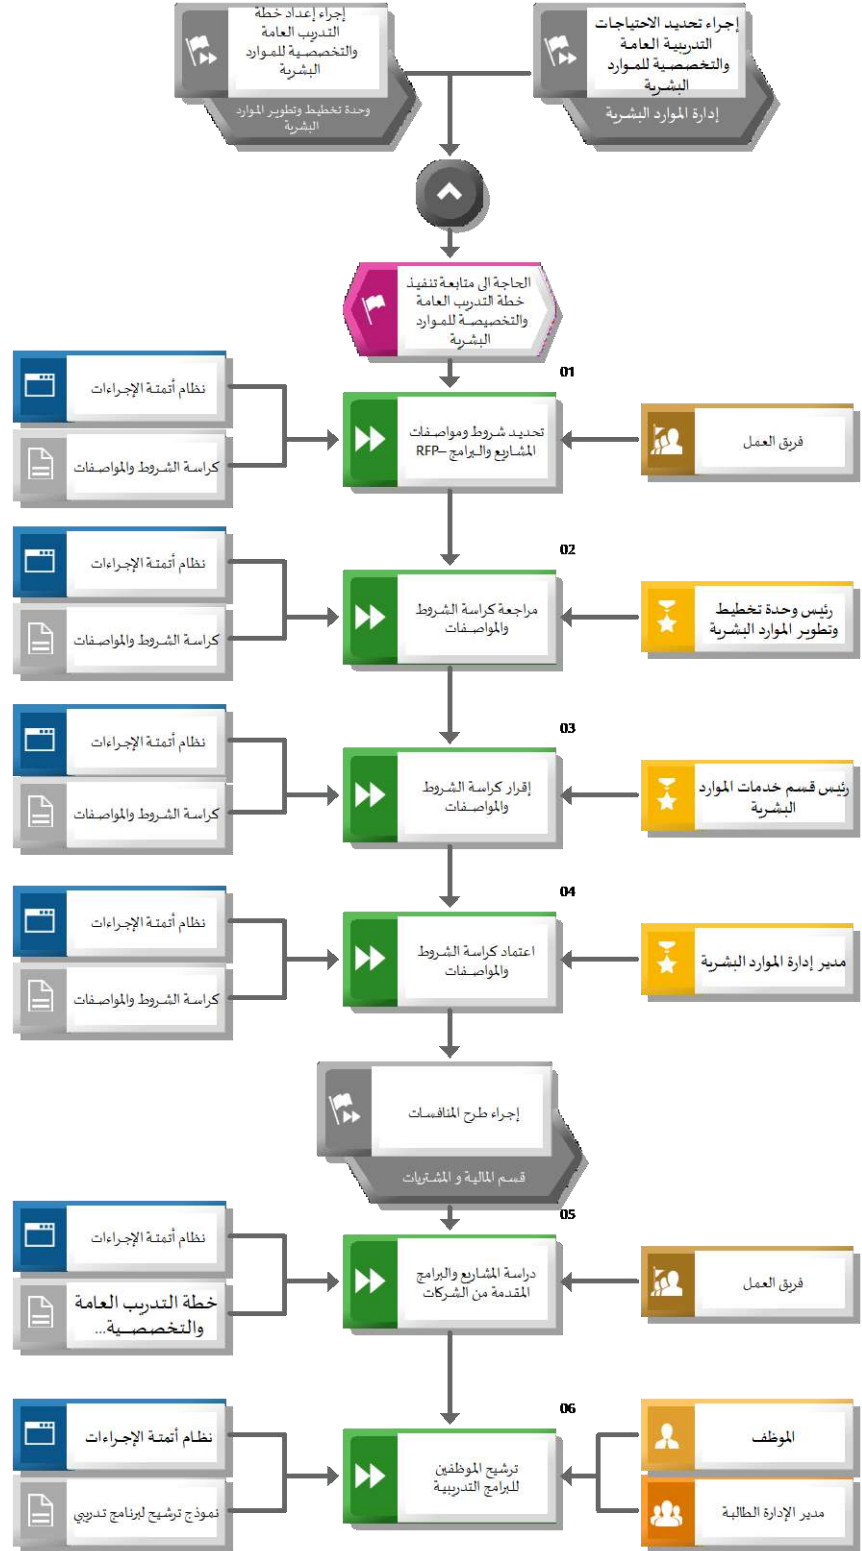 إجراء تحديد الاحتياجات
التدريبية العامة
والتخصصية للموارد
البشرية
إدارة الموارد البشرية
إجراء إعداد خطة
التدريب العامة
والتخصصية للموارد
البشرية
وحدة تخطيط وتطوير الموارد
البشرية
الحاجة الى متابعة تنفيذ
خطة التدريب العامة
والتخصيصة للموارد
البشرية
01
فريق العمل
تحديد شروط ومواصفات
المشاريع والبرامج –RFP
نظام أتمتة الإجراءات
كراسة الشروط والمواصفات
02
رئيس وحدة تخطيط
وتطوير الموارد البشرية
مراجعة كراسة الشروط
والمواصفات
نظام أتمتة الإجراءات
كراسة الشروط والمواصفات
03
رئيس قسم خدمات الموارد
البشرية
إقرار كراسة الشروط
والمواصفات
نظام أتمتة الإجراءات
كراسة الشروط والمواصفات
04
مدير إدارة الموارد البشرية
اعتماد كراسة الشروط
والمواصفات
نظام أتمتة الإجراءات
كراسة الشروط والمواصفات
إجراء طرح المنافسات
قسم المالية و المشتريات
05
فريق العمل
دراسة المشاريع والبرامج
المقدمة من الشركات
نظام أتمتة الإجراءات
خطة التدريب العامة
والتخصصية...
06
الموظف
مدير الإدارة الطالبة
ترشيح الموظفين
للبرامج التدريبية
نظام أتمتة الإجراءات
نموذج ترشيح لبرنامج تدريبي